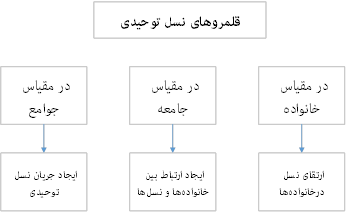 قلمروهای نسل توحیدی
در مقیاس
خانواده
در مقیاس
جامعه
در مقیاس
جوامع
ارتقای نسل
درخانواده‌ها
ایجاد ارتباط بین
خانواده‌ها و نسل‌ها
ایجاد جریان نسل
توحیدی